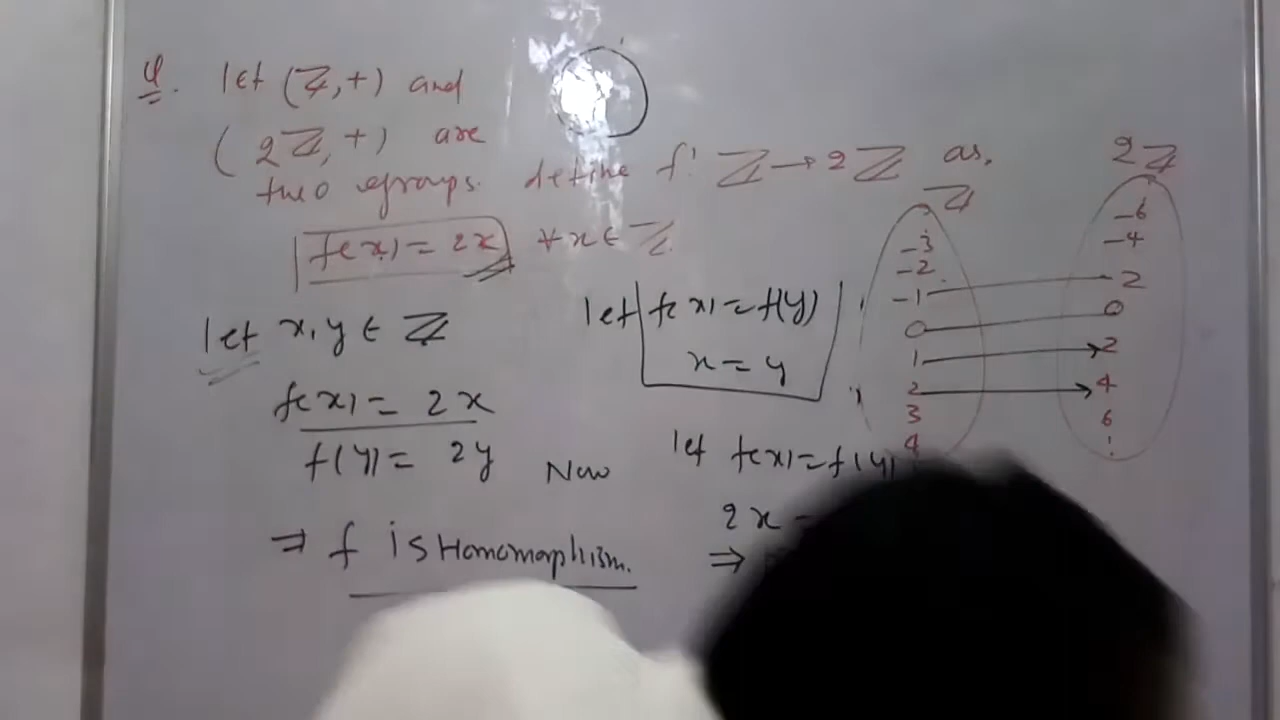 Q. let (Z,+) and
(2Z,+) are
two groups. define f: Z→2Z as.
f(x)=2x ∀x∈Z.
let x,y∈Z
f(x)=2x
f(y)=2y
Now
⇒ f is Homomorphism.
let f(x)=f(y)
x=y
let f(x)=f(y)
2x=
⇒
Z
-3
-2
-1
0
1
2
3
4
2Z
-6
-4
-2
0
2
4
6